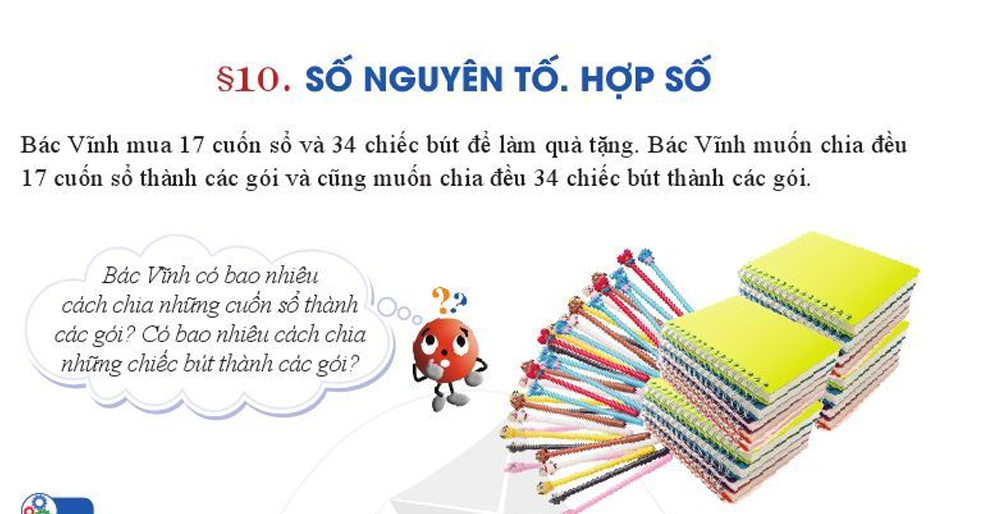 §10. SỐ NGUYÊN TỐ. HỢP SỐ
Bác Vĩnh mua 17 cuốn sổ và 34 chiếc bút để làm quà tặng. Bác Vĩnh muốn chia đều
17 cuốn sổ thành các gói và cũng muốn chia đều 34 chiếc bút thành các gói.
Bác Vĩnh có bao nhiêu
cách chia những cuốn sổ thành
các gói? Có bao nhiêu cách chia
những chiếc bút thành các gói?
??